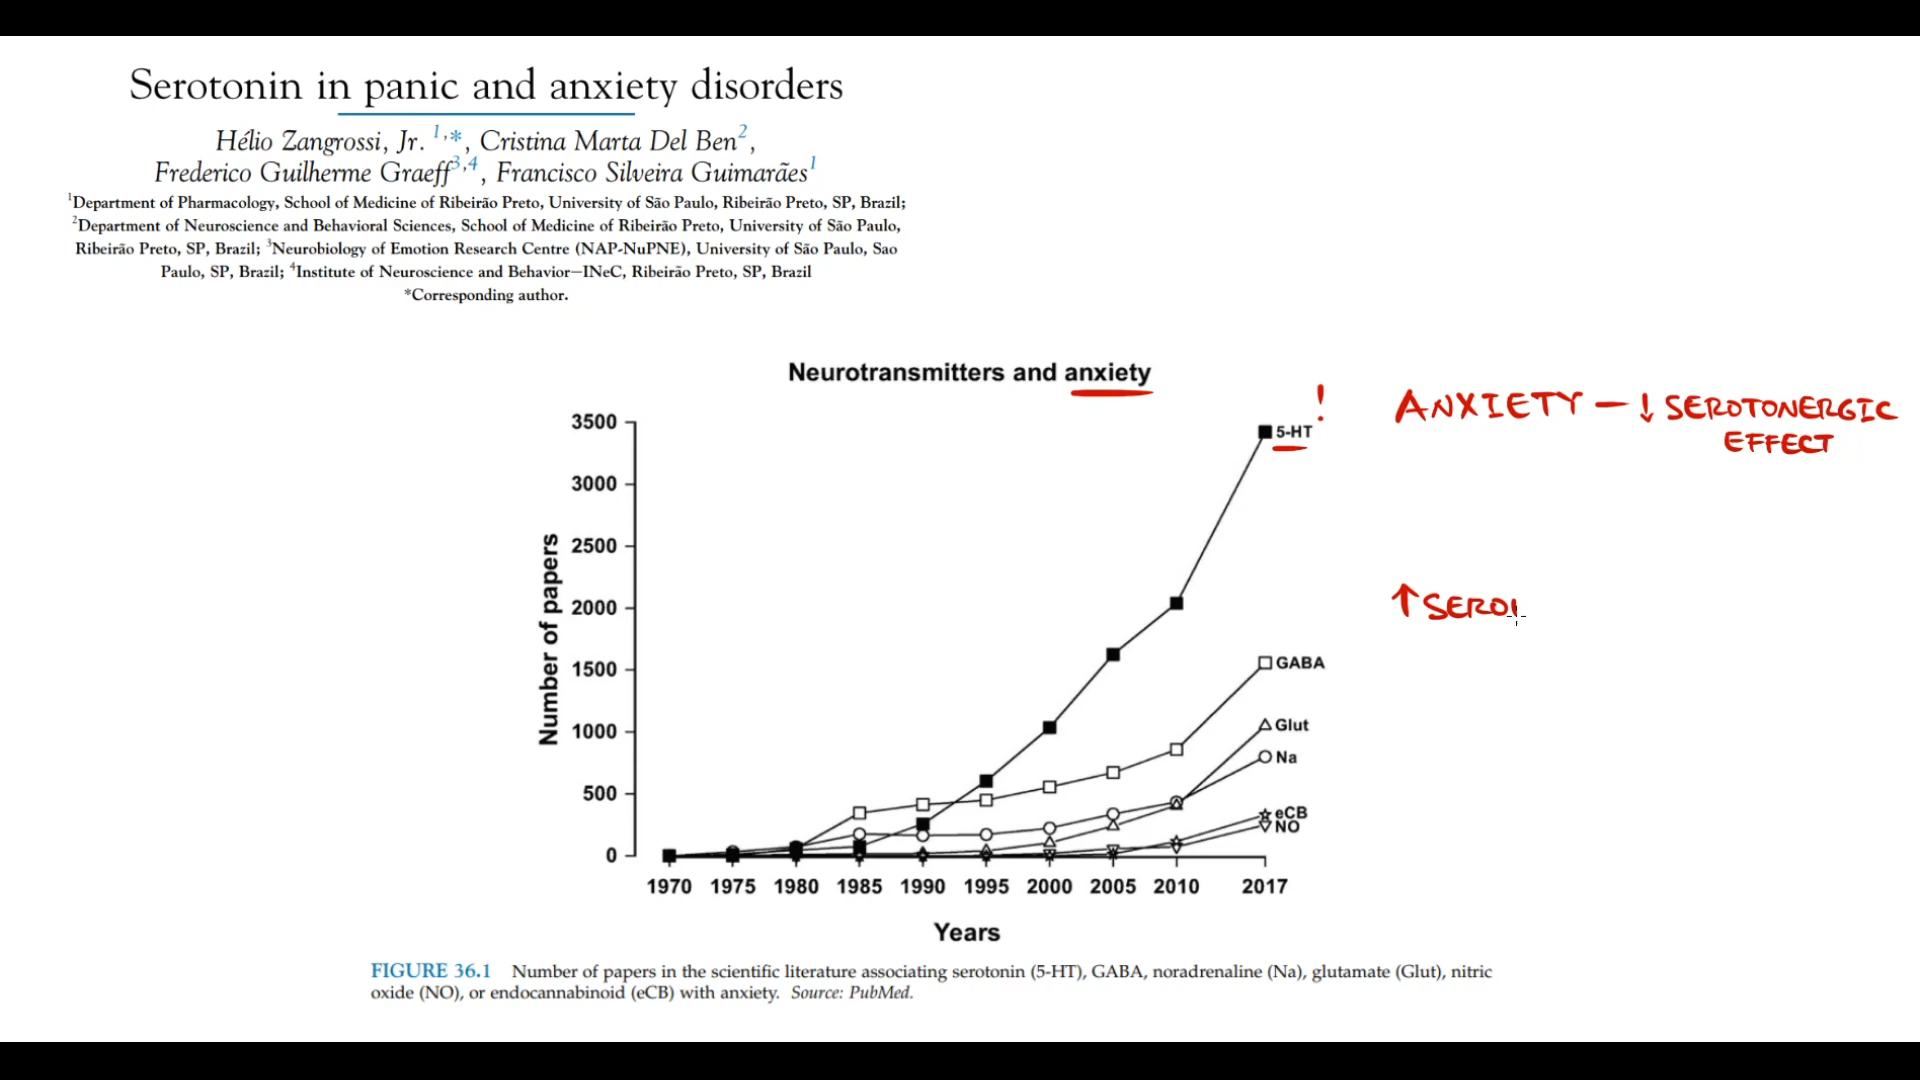 Serotonin in panic and anxiety disorders
Hélio Zangrossi, Jr. 1,*, Cristina Marta Del Ben2,
Frederico Guilherme Graeff3,4, Francisco Silveira Guimarães1
1Department of Pharmacology, School of Medicine of Ribeirão Preto, University of São Paulo, Ribeirão Preto, SP, Brazil;
2Department of Neuroscience and Behavioral Sciences, School of Medicine of Ribeirão Preto, University of São Paulo,
Ribeirão Preto, SP, Brazil; 3Neurobiology of Emotion Research Centre (NAP-NuPNE), University of São Paulo, Sao
Paulo, SP, Brazil; 4Institute of Neuroscience and Behavior—INeC, Ribeirão Preto, SP, Brazil
*Corresponding author.
Neurotransmitters and anxiety
3500
3000
2500
2000
1500
1000
500
0
Number of papers
5-HT
!
GABA
Glut
Na
eCB
NO
1970 1975 1980 1985 1990 1995 2000 2005 2010 2017
Years
ANXIETY – ↓ SEROTONERGIC
EFFECT
↑ SERO
FIGURE 36.1 Number of papers in the scientific literature associating serotonin (5-HT), GABA, noradrenaline (Na), glutamate (Glut), nitric
oxide (NO), or endocannabinoid (eCB) with anxiety. Source: PubMed.